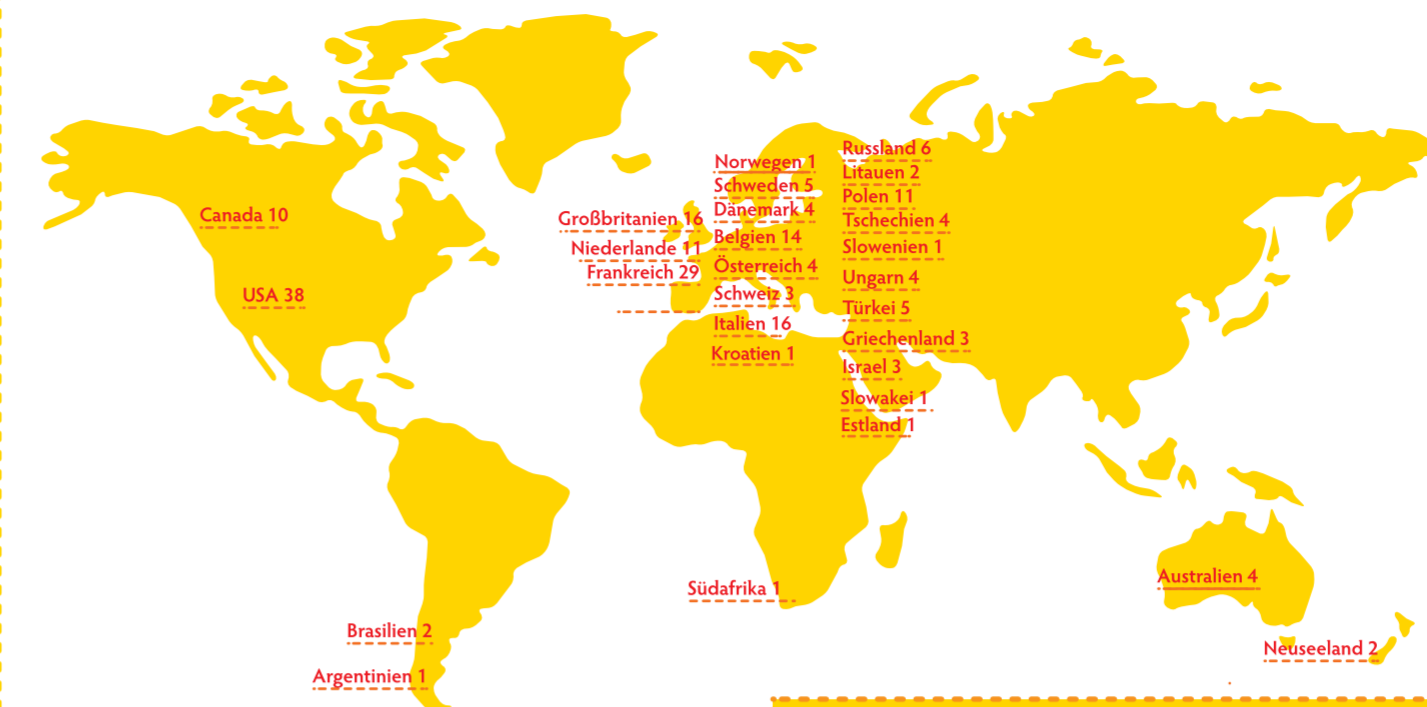 Canada 10
USA 38
Großbritanien 16
Niederlande 11
Frankreich 29
Norwegen 1
Schweden 5
Dänemark 4
Belgien 14
Österreich 4
Schweiz 3
Italien 16
Kroatien 1
Russland 6
Litauen 2
Polen 11
Tschechien 4
Slowenien 1
Ungarn 4
Türkei 5
Griechenland 3
Israel 3
Slowakei 1
Estland 1
Südafrika 1
Brasilien 2
Argentinien 1
Australien 4
Neuseeland 2